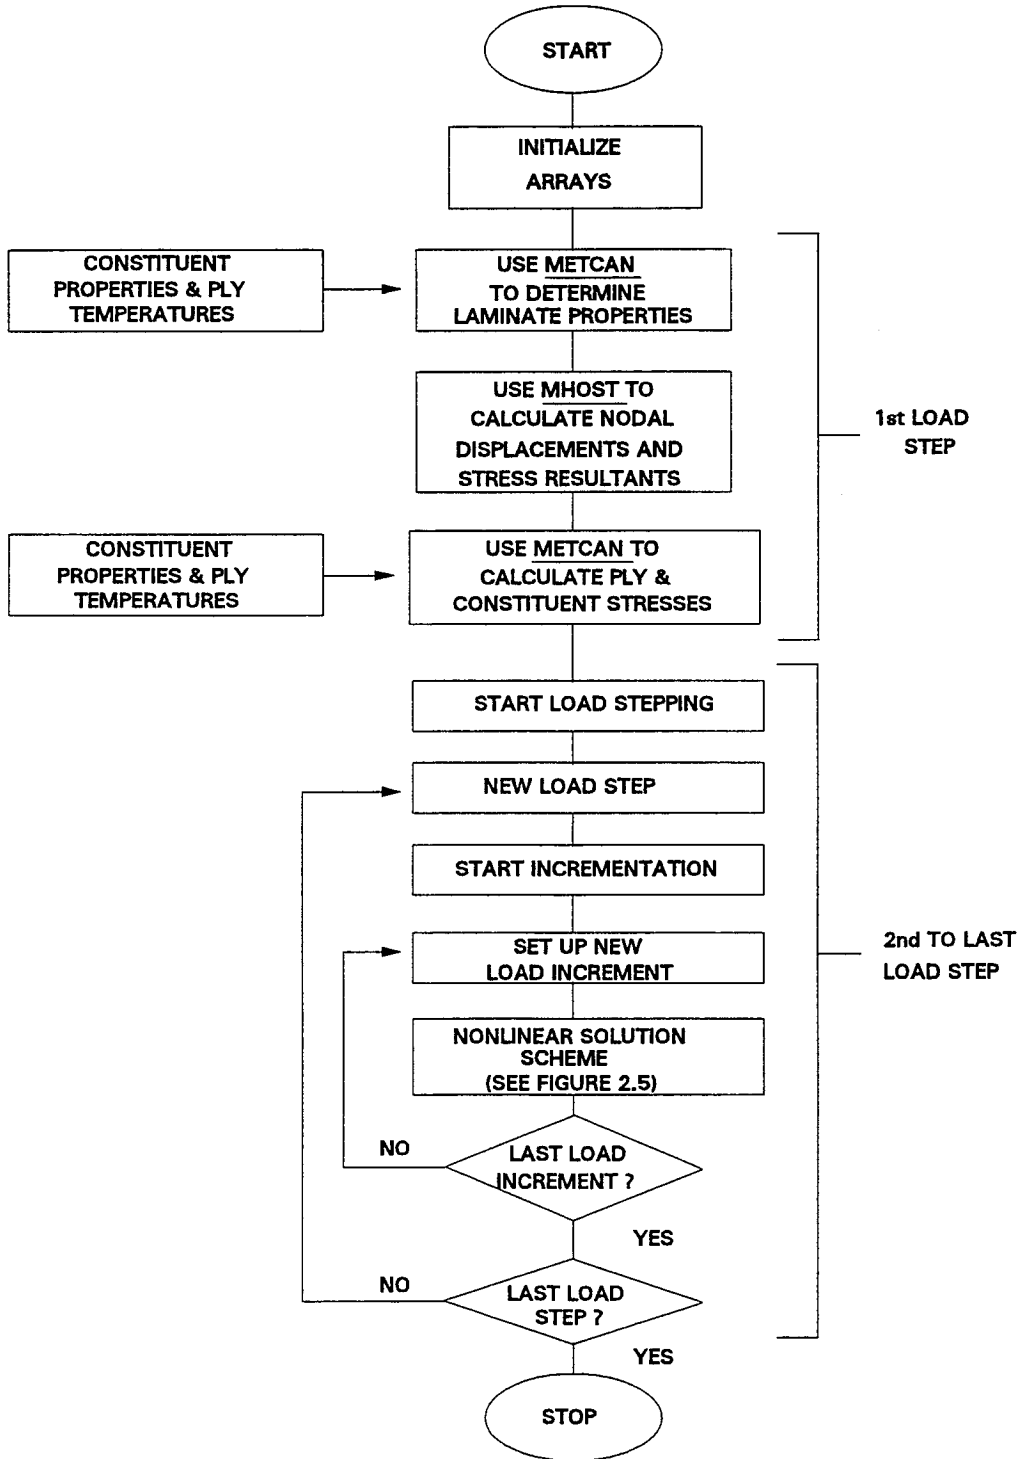 START
INITIALIZE
ARRAYS
CONSTITUENT
PROPERTIES & PLY
TEMPERATURES
USE METCAN
TO DETERMINE
LAMINATE PROPERTIES
USE MHOST TO
CALCULATE NODAL
DISPLACEMENTS AND
STRESS RESULTANTS
1st LOAD
STEP
CONSTITUENT
PROPERTIES & PLY
TEMPERATURES
USE METCAN TO
CALCULATE PLY &
CONSTITUENT STRESSES
START LOAD STEPPING
NEW LOAD STEP
START INCREMENTATION
SET UP NEW
LOAD INCREMENT
2nd TO LAST
LOAD STEP
NONLINEAR SOLUTION
SCHEME
(SEE FIGURE 2.5)
NO
LAST LOAD
INCREMENT ?
YES
NO
LAST LOAD
STEP ?
YES
STOP